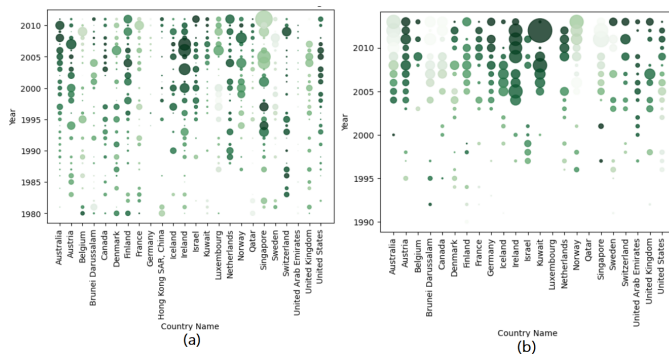 2010
2005
2000
1995
1990
1985
1980
Year
Australia
Austria
Belgium
Brunei Darussalam
Canada
Denmark
Finland
France
Germany
Hong Kong SAR, China
Iceland
Ireland
Israel
Kuwait
Luxembourg
Netherlands
Norway
Qatar
Singapore
Sweden
Switzerland
United Arab Emirates
United Kingdom
United States
Country Name
(a)
2010
2000
1995
1990
Year
Australia
Austria
Belgium
Brunei Darussalam
Canada
Denmark
Finland
France
Germany
Iceland
Ireland
Israel
Kuwait
Luxembourg
Netherlands
Norway
Qatar
Singapore
Sweden
Switzerland
United Arab Emirates
United Kingdom
United States
Country Name
(b)